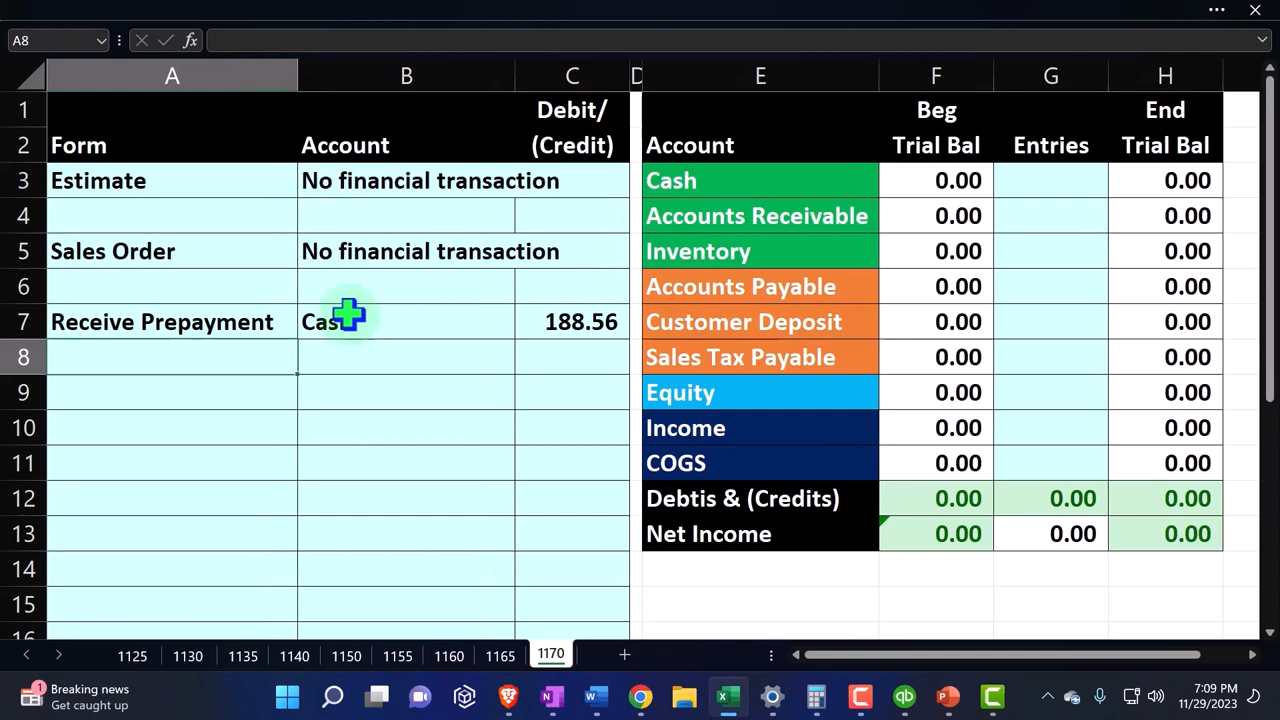 A8
fx
A B C D E F G H
1 Debit/ Beg End
2 Form Account (Credit) Account Trial Bal Entries Trial Bal
3 Estimate No financial transaction Cash 0.00 0.00
4 Accounts Receivable 0.00 0.00
5 Sales Order No financial transaction Inventory 0.00 0.00
6 Accounts Payable 0.00 0.00
7 Receive Prepayment Cash 188.56 Customer Deposit 0.00 0.00
8 Sales Tax Payable 0.00 0.00
9 Equity 0.00 0.00
10 Income 0.00 0.00
11 COGS 0.00 0.00
12 Debtis & (Credits) 0.00 0.00 0.00
13 Net Income 0.00 0.00 0.00
14
15
16
1125 1130 1135 1140 1150 1155 1160 1165 1170
1 Breaking news
Get caught up
7:09 PM
11/29/2023